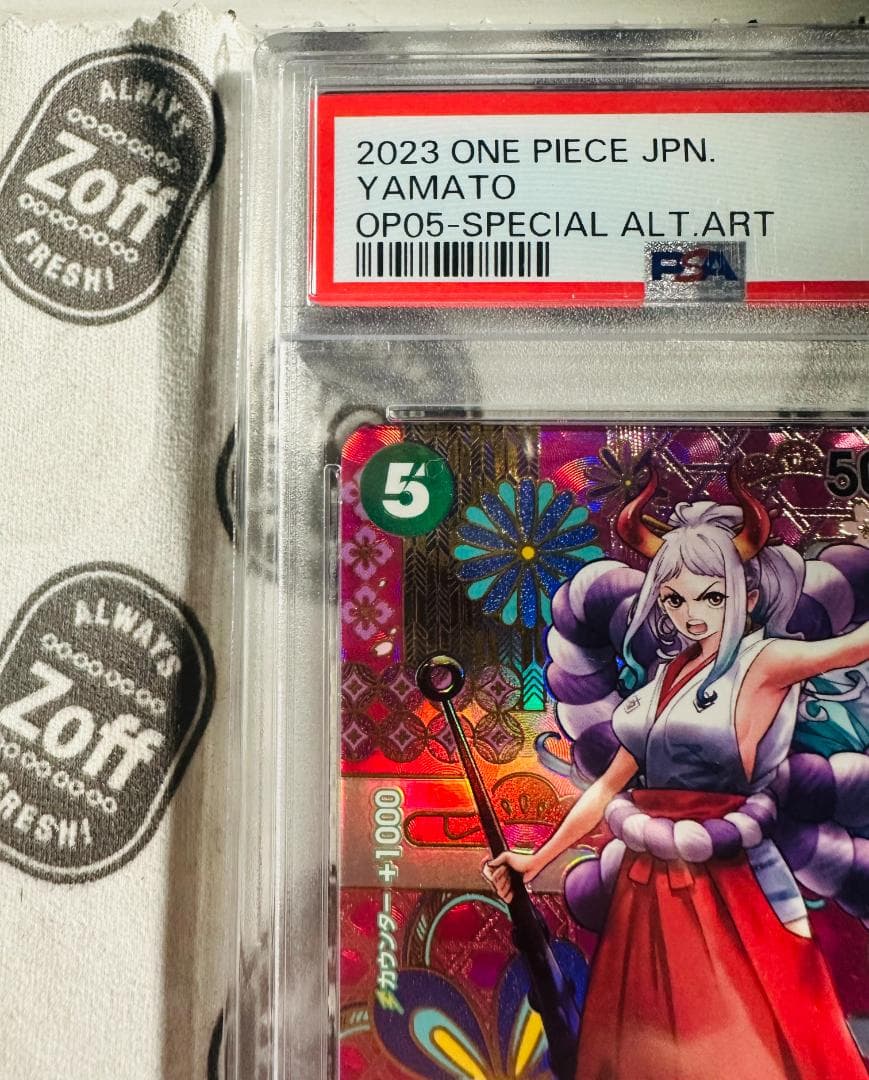 ALWAYS
Zoff
FRESH!
2023 ONE PIECE JPN.
YAMATO
OP05-SPECIAL ALT.ART
PSA
5
50
カウンター +1000
ALWAYS
Zoff
FRESH!